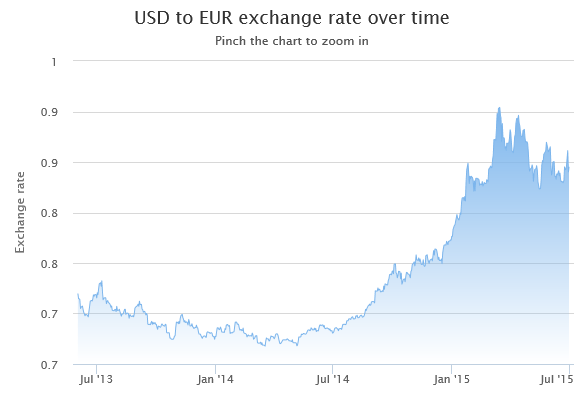 USD to EUR exchange rate over time
Pinch the chart to zoom in
Exchange rate
1
0.9
0.9
0.8
0.8
0.7
0.7
Jul '13
Jan '14
Jul '14
Jan '15
Jul '15